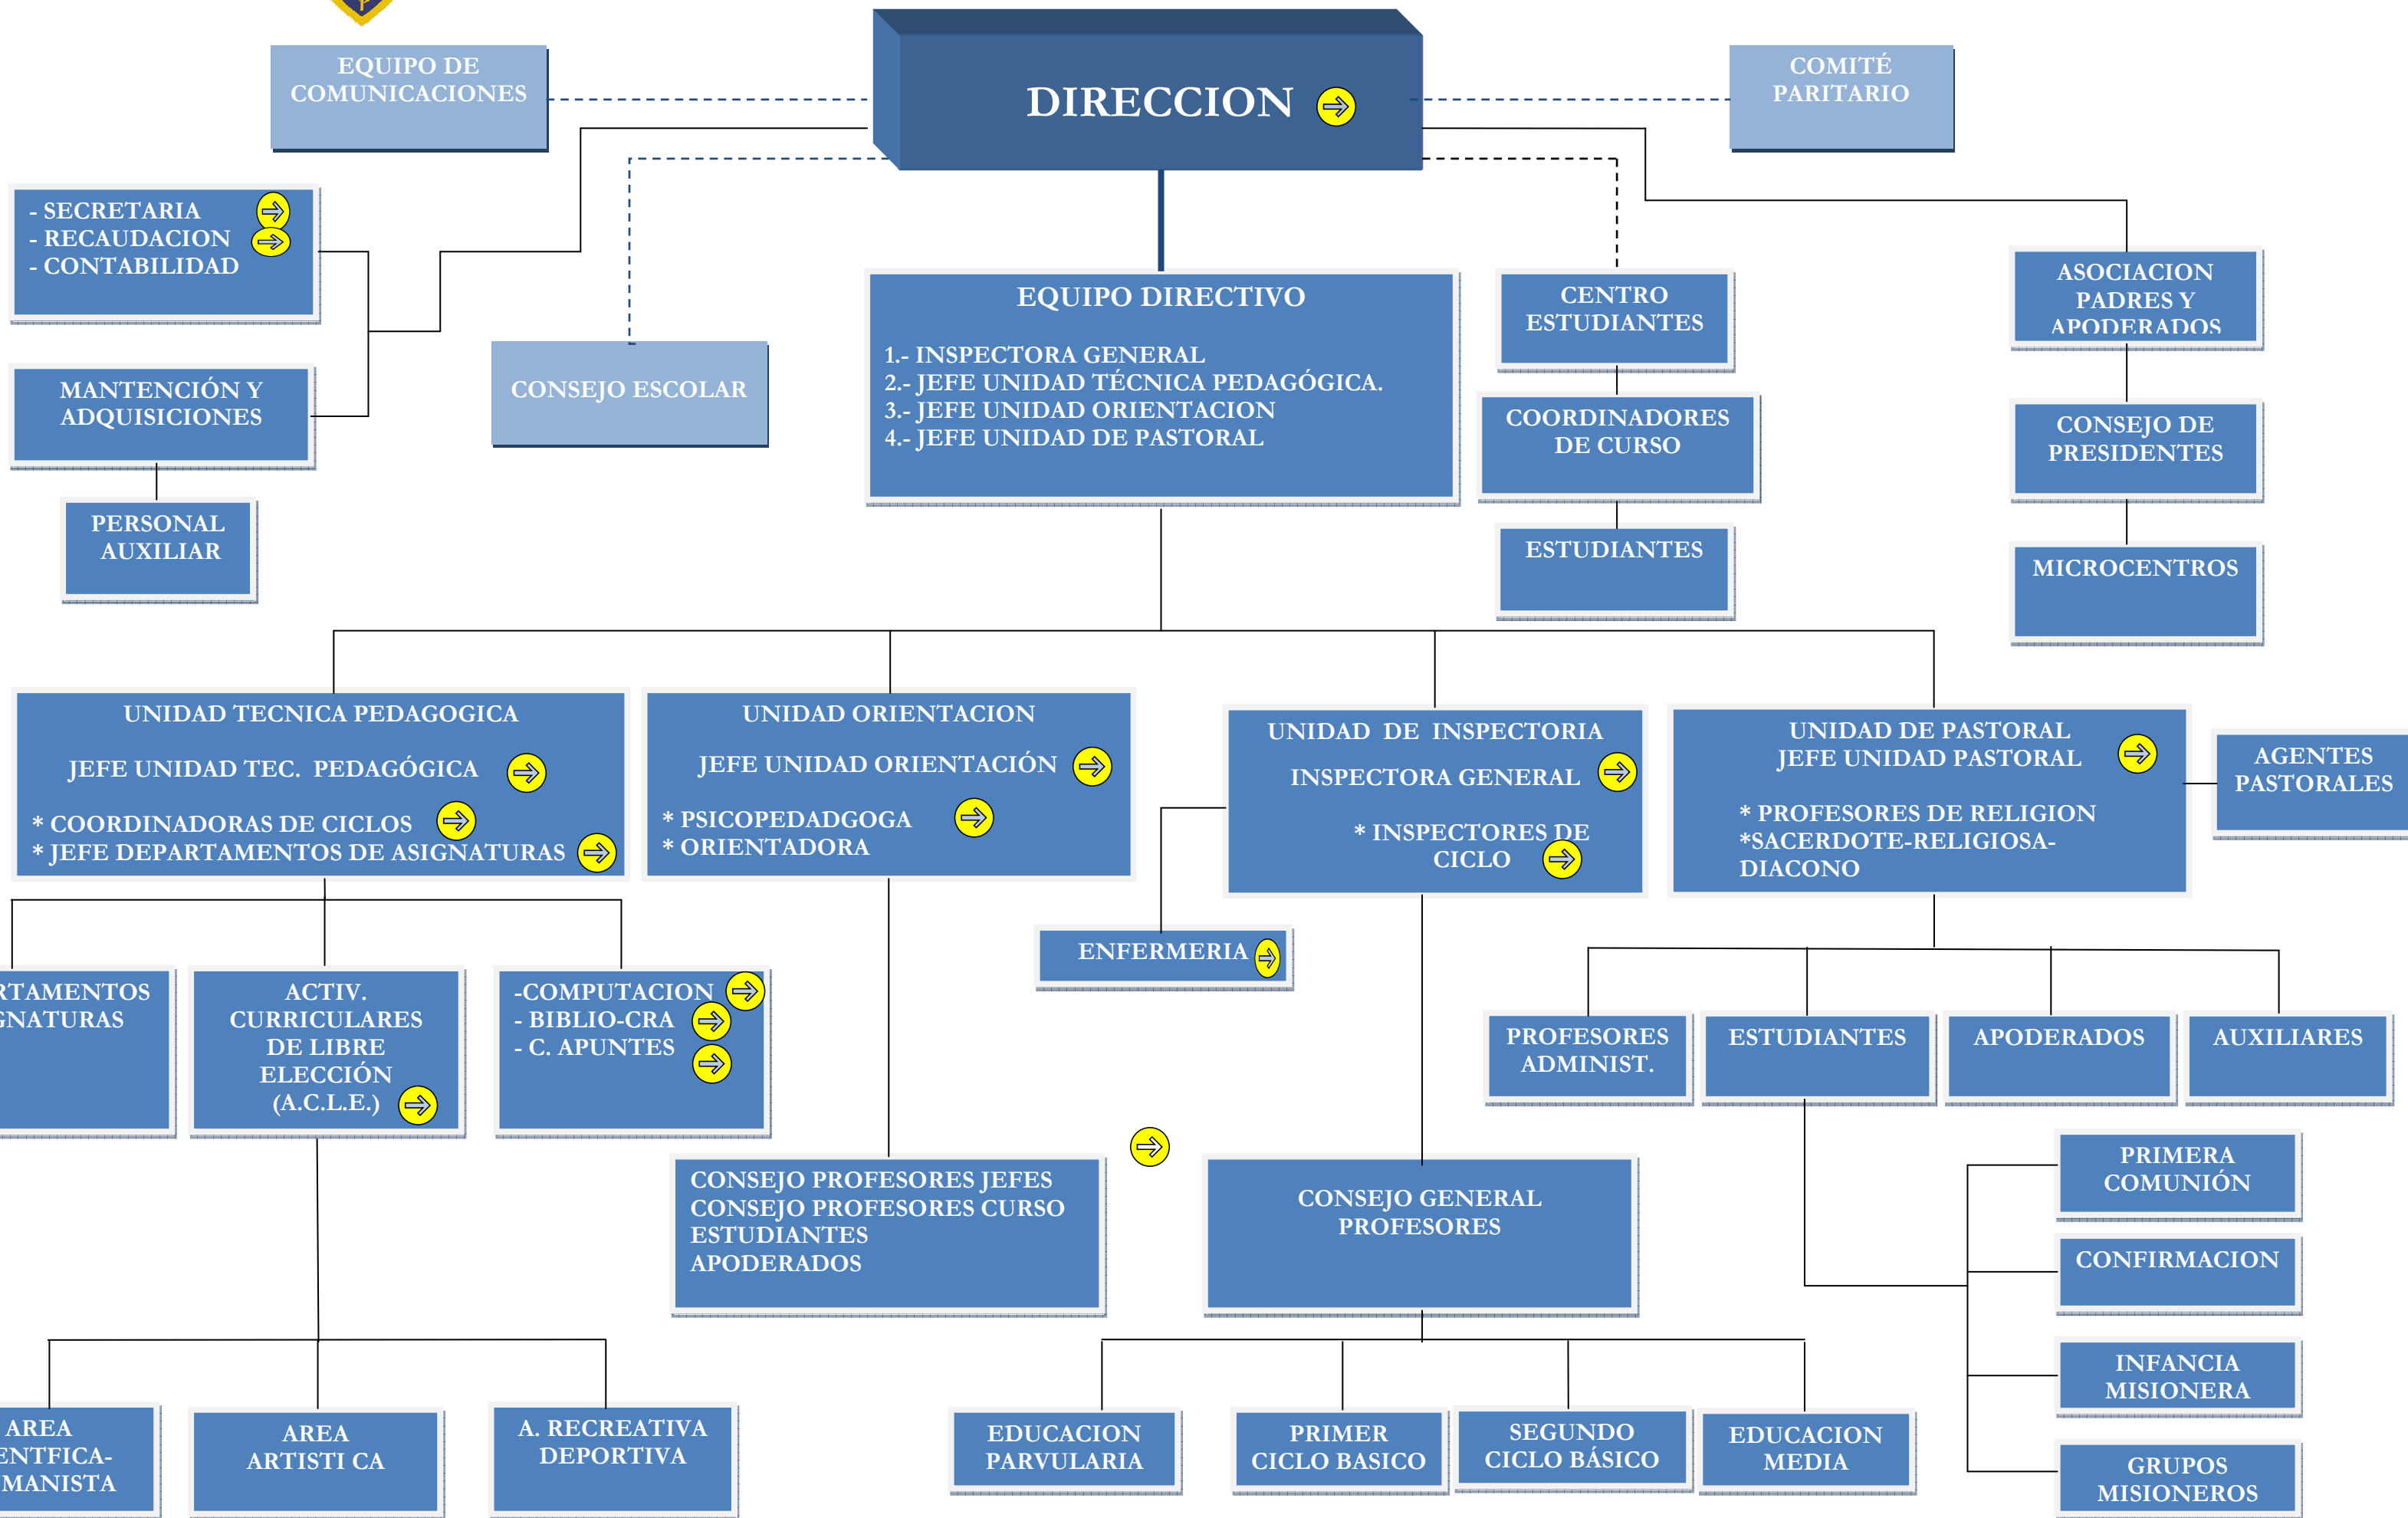 EQUIPO DE
COMUNICACIONES
DIRECCION
COMITÉ
PARITARIO
- SECRETARIA
- RECAUDACION
- CONTABILIDAD
MANTENCIÓN Y
ADQUISICIONES
PERSONAL
AUXILIAR
CONSEJO ESCOLAR
EQUIPO DIRECTIVO
1.- INSPECTORA GENERAL
2.- JEFE UNIDAD TÉCNICA PEDAGÓGICA.
3.- JEFE UNIDAD ORIENTACION
4.- JEFE UNIDAD DE PASTORAL
CENTRO
ESTUDIANTES
COORDINADORES
DE CURSO
ESTUDIANTES
ASOCIACION
PADRES Y
APODERADOS
CONSEJO DE
PRESIDENTES
MICROCENTROS
UNIDAD TECNICA PEDAGOGICA
JEFE UNIDAD TEC. PEDAGÓGICA
* COORDINADORAS DE CICLOS
* JEFE DEPARTAMENTOS DE ASIGNATURAS
UNIDAD ORIENTACION
JEFE UNIDAD ORIENTACIÓN
* PSICOPEDADGOGA
* ORIENTADORA
UNIDAD DE INSPECTORIA
INSPECTORA GENERAL
* INSPECTORES DE
CICLO
UNIDAD DE PASTORAL
JEFE UNIDAD PASTORAL
* PROFESORES DE RELIGION
*SACERDOTE-RELIGIOSA-
DIACONO
AGENTES
PASTORALES
RTAMENTOS
GNATURAS
ACTIV.
CURRICULARES
DE LIBRE
ELECCIÓN
(A.C.L.E.)
-COMPUTACION
- BIBLIO-CRA
- C. APUNTES
ENFERMERIA
PROFESORES
ADMINIST.
ESTUDIANTES
APODERADOS
AUXILIARES
CONSEJO PROFESORES JEFES
CONSEJO PROFESORES CURSO
ESTUDIANTES
APODERADOS
CONSEJO GENERAL
PROFESORES
PRIMERA
COMUNIÓN
CONFIRMACION
INFANCIA
MISIONERA
GRUPOS
MISIONEROS
AREA
ENTFICA-
MANISTA
AREA
ARTISTI CA
A. RECREATIVA
DEPORTIVA
EDUCACION
PARVULARIA
PRIMER
CICLO BASICO
SEGUNDO
CICLO BÁSICO
EDUCACION
MEDIA